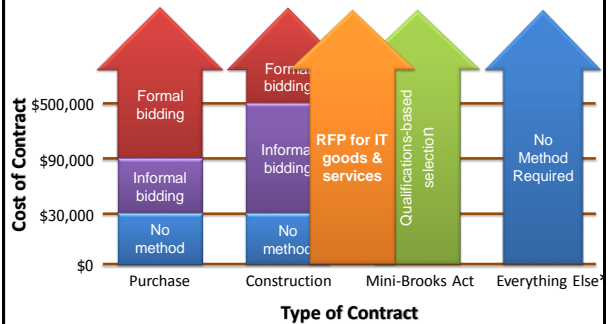 Cost of Contract
$500,000
$90,000
$30,000
$0
Formal
bidding
Informal
bidding
No
method
Forma
Informa
bidding
No
method
RFP for IT
goods &
services
Qualifications-based
selection
No
Method
Required
Purchase
Construction
Mini-Brooks Act
Everything Else*
Type of Contract